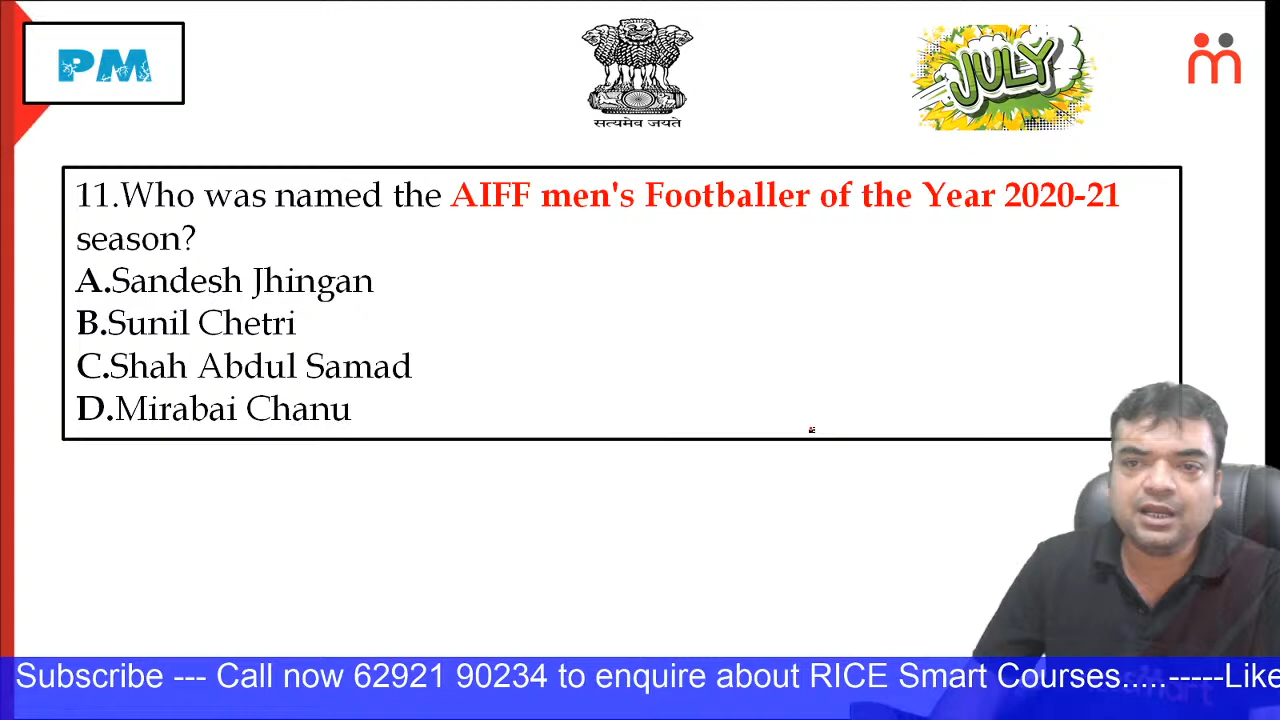 PM
सत्यमेव जयते
JULY
11.Who was named the AIFF men's Footballer of the Year 2020-21
season?
A.Sandesh Jhingan
B.Sunil Chetri
C.Shah Abdul Samad
D.Mirabai Chanu
Subscribe --- Call now 62921 90234 to enquire about RICE Smart Courses.....-----Like